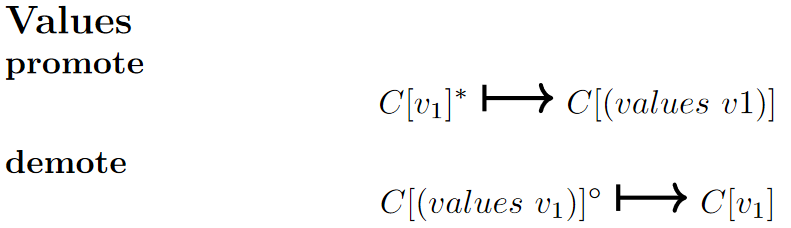 Values
promote
C[v₁]* ⟼ C[(values v1)]
demote
C[(values v₁)]° ⟼ C[v₁]